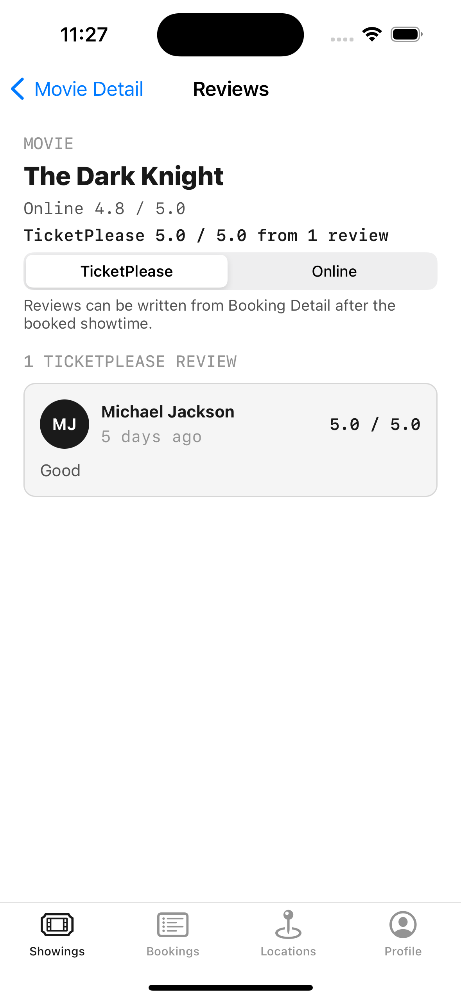 11:27
Movie Detail
Reviews
MOVIE
The Dark Knight
Online 4.8 / 5.0
TicketPlease 5.0 / 5.0 from 1 review
TicketPlease
Online
Reviews can be written from Booking Detail after the
booked showtime.
1 TICKETPLEASE REVIEW
MJ
Michael Jackson
5 days ago
5.0 / 5.0
Good
Showings
Bookings
Locations
Profile